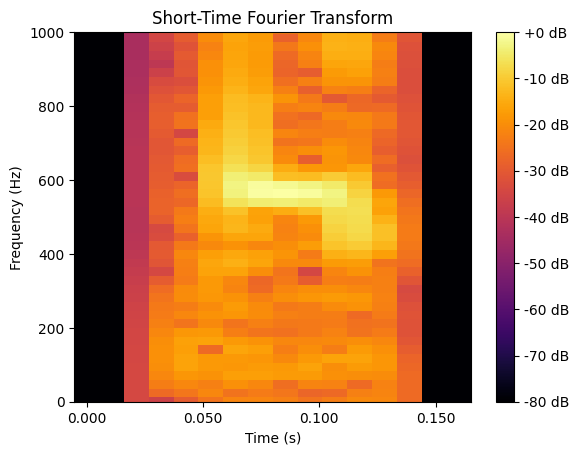 Short-Time Fourier Transform
Frequency (Hz)
1000
800
600
400
200
0
0.000
0.050
0.100
0.150
Time (s)
+0 dB
-10 dB
-20 dB
-30 dB
-40 dB
-50 dB
-60 dB
-70 dB
-80 dB